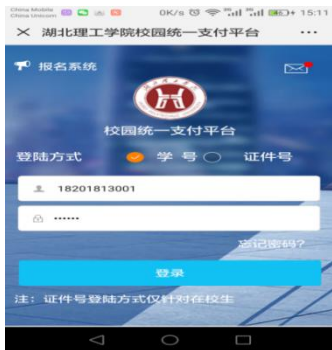 China Mobile
China Unicom
0K/s 15:11
湖北理工学院校园统一支付平台
报名系统
校园统一支付平台
登陆方式 学 号 证件号
18201813001
••••••
忘记密码?
登录
注：证件号登陆方式仅针对在校生